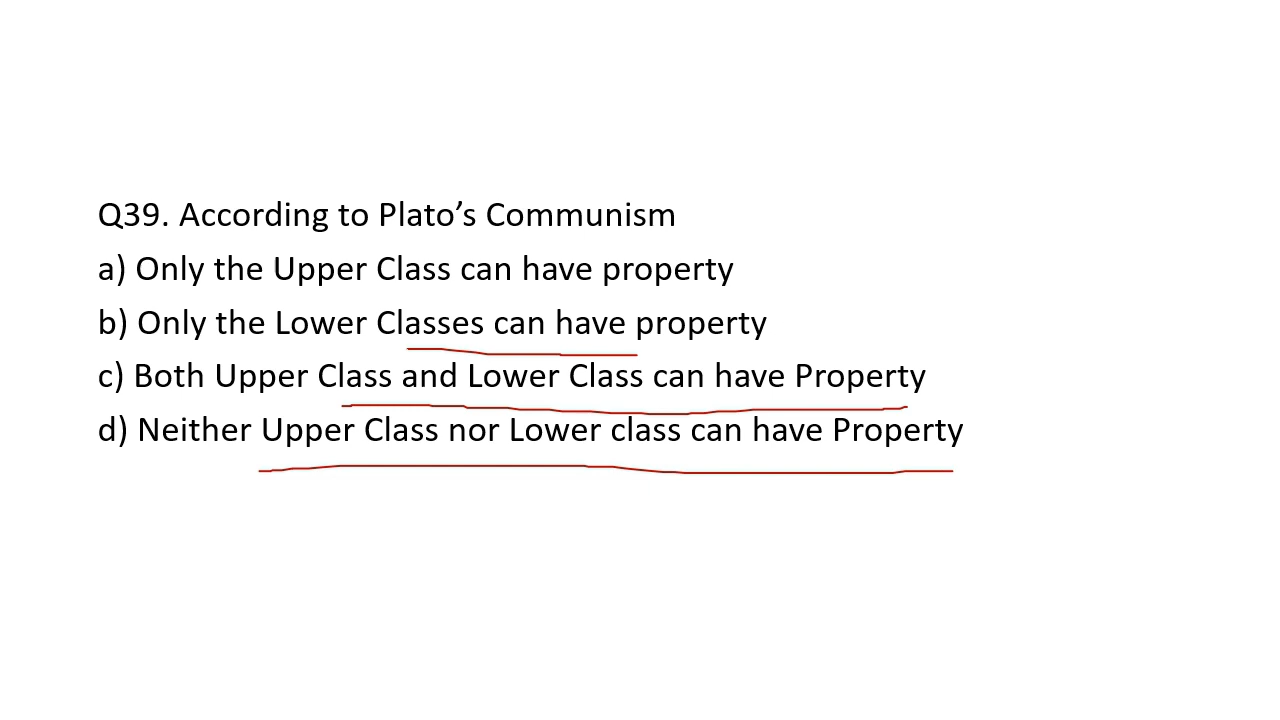 Q39. According to Plato’s Communism
a) Only the Upper Class can have property
b) Only the Lower Classes can have property
c) Both Upper Class and Lower Class can have Property
d) Neither Upper Class nor Lower class can have Property